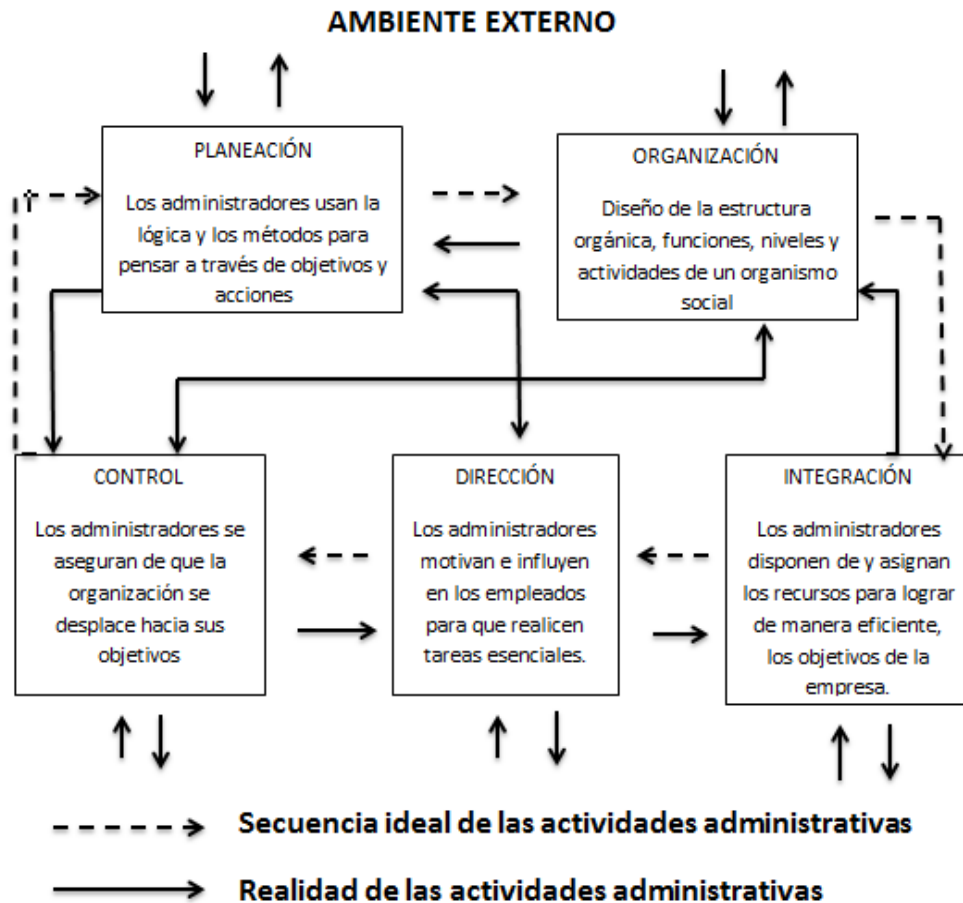 AMBIENTE EXTERNO
PLANEACIÓN
Los administradores usan la
lógica y los métodos para
pensar a través de objetivos y
acciones
ORGANIZACIÓN
Diseño de la estructura
orgánica, funciones, niveles y
actividades de un organismo
social
CONTROL
Los administradores se
aseguran de que la
organización se
desplace hacia sus
objetivos
DIRECCIÓN
Los administradores
motivan e influyen
en los empleados
para que realicen
tareas esenciales.
INTEGRACIÓN
Los administradores
disponen de y asignan
los recursos para lograr
de manera eficiente,
los objetivos de la
empresa.
Secuencia ideal de las actividades administrativas
Realidad de las actividades administrativas